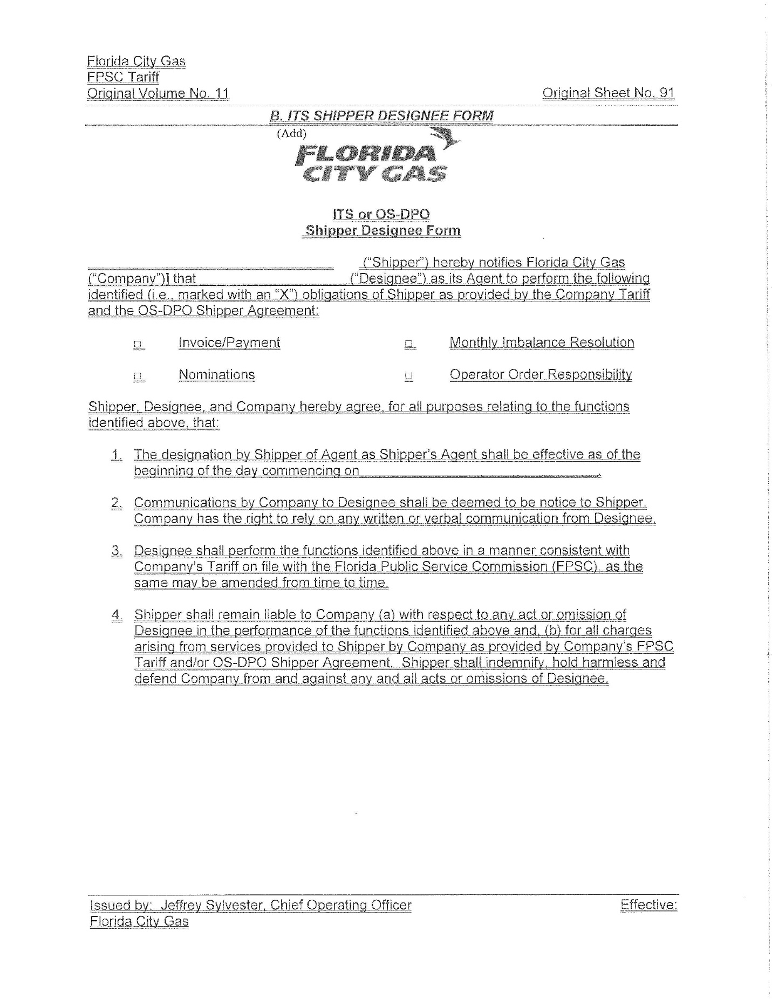 Florida City Gas
FPSC Tariff
Original Volume No. 11 Original Sheet No. 91
B. ITS SHIPPER DESIGNEE FORM
(Add)
FLORIDA
CITY GAS
ITS or OS-DPO
Shipper Designee Form
("Shipper") hereby notifies Florida City Gas
("Company")] that ("Designee") as its Agent to perform the following
identified (i.e., marked with an "X") obligations of Shipper as provided by the Company Tariff
and the OS-DPO Shipper Agreement:
□ Invoice/Payment □ Monthly Imbalance Resolution
□ Nominations □ Operator Order Responsibility
Shipper, Designee, and Company hereby agree, for all purposes relating to the functions
identified above, that:
1. The designation by Shipper of Agent as Shipper's Agent shall be effective as of the
beginning of the day commencing on .
2. Communications by Company to Designee shall be deemed to be notice to Shipper.
Company has the right to rely on any written or verbal communication from Designee.
3. Designee shall perform the functions identified above in a manner consistent with
Company's Tariff on file with the Florida Public Service Commission (FPSC), as the
same may be amended from time to time.
4. Shipper shall remain liable to Company (a) with respect to any act or omission of
Designee in the performance of the functions identified above and, (b) for all charges
arising from services provided to Shipper by Company as provided by Company's FPSC
Tariff and/or OS-DPO Shipper Agreement. Shipper shall indemnify, hold harmless and
defend Company from and against any and all acts or omissions of Designee.
Issued by: Jeffrey Sylvester, Chief Operating Officer Effective:
Florida City Gas